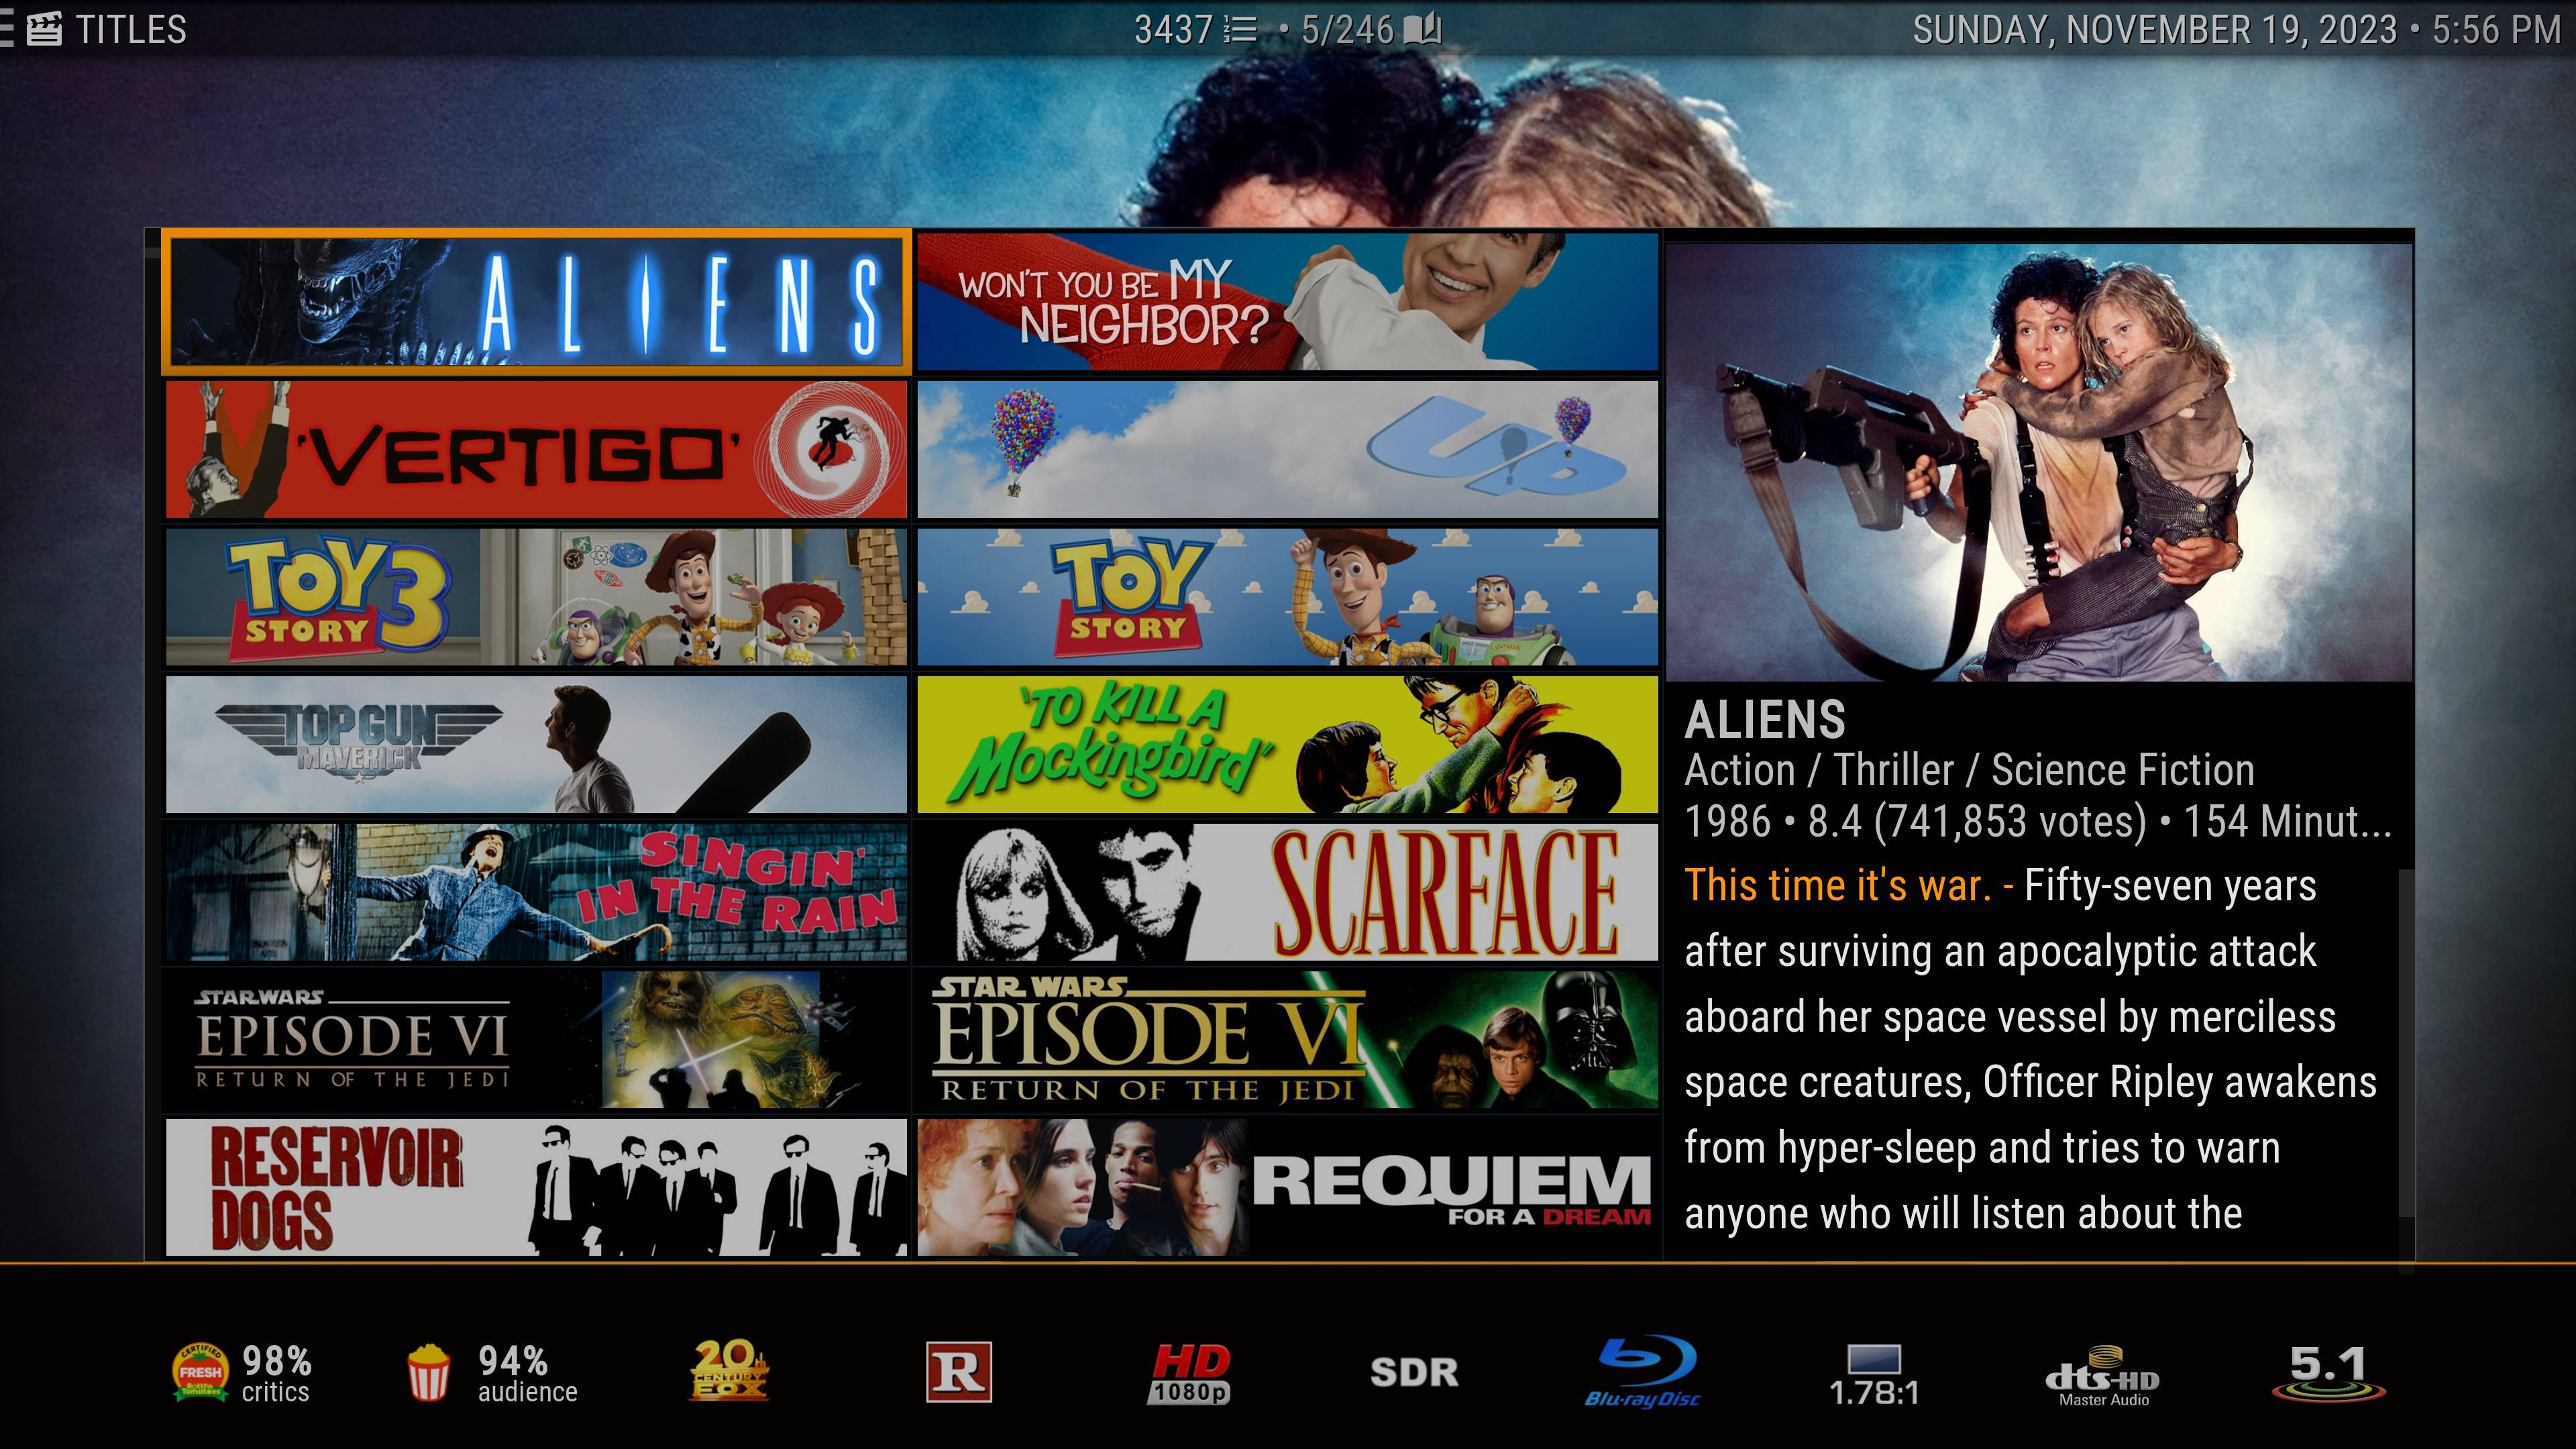 TITLES
3437 • 5/246
SUNDAY, NOVEMBER 19, 2023 • 5:56 PM
ALIENS
WON'T YOU BE MY
NEIGHBOR?
'VERTIGO'
UP
TOY
STORY 3
TOY
STORY
TOP GUN
MAVERICK
'TO KILL A
Mockingbird'
SINGIN'
IN THE RAIN
SCARFACE
STAR WARS
EPISODE VI
RETURN OF THE JEDI
STAR WARS
EPISODE VI
RETURN OF THE JEDI
RESERVOIR
DOGS
REQUIEM
FOR A DREAM
ALIENS
Action / Thriller / Science Fiction
1986 • 8.4 (741,853 votes) • 154 Minut...
This time it's war. - Fifty-seven years
after surviving an apocalyptic attack
aboard her space vessel by merciless
space creatures, Officer Ripley awakens
from hyper-sleep and tries to warn
anyone who will listen about the
CERTIFIED
FRESH
Rotten
Tomatoes
98%
critics
94%
audience
20
CENTURY
FOX
R
HD
1080p
SDR
Blu-ray Disc
1.78:1
dts-HD
Master Audio
5.1